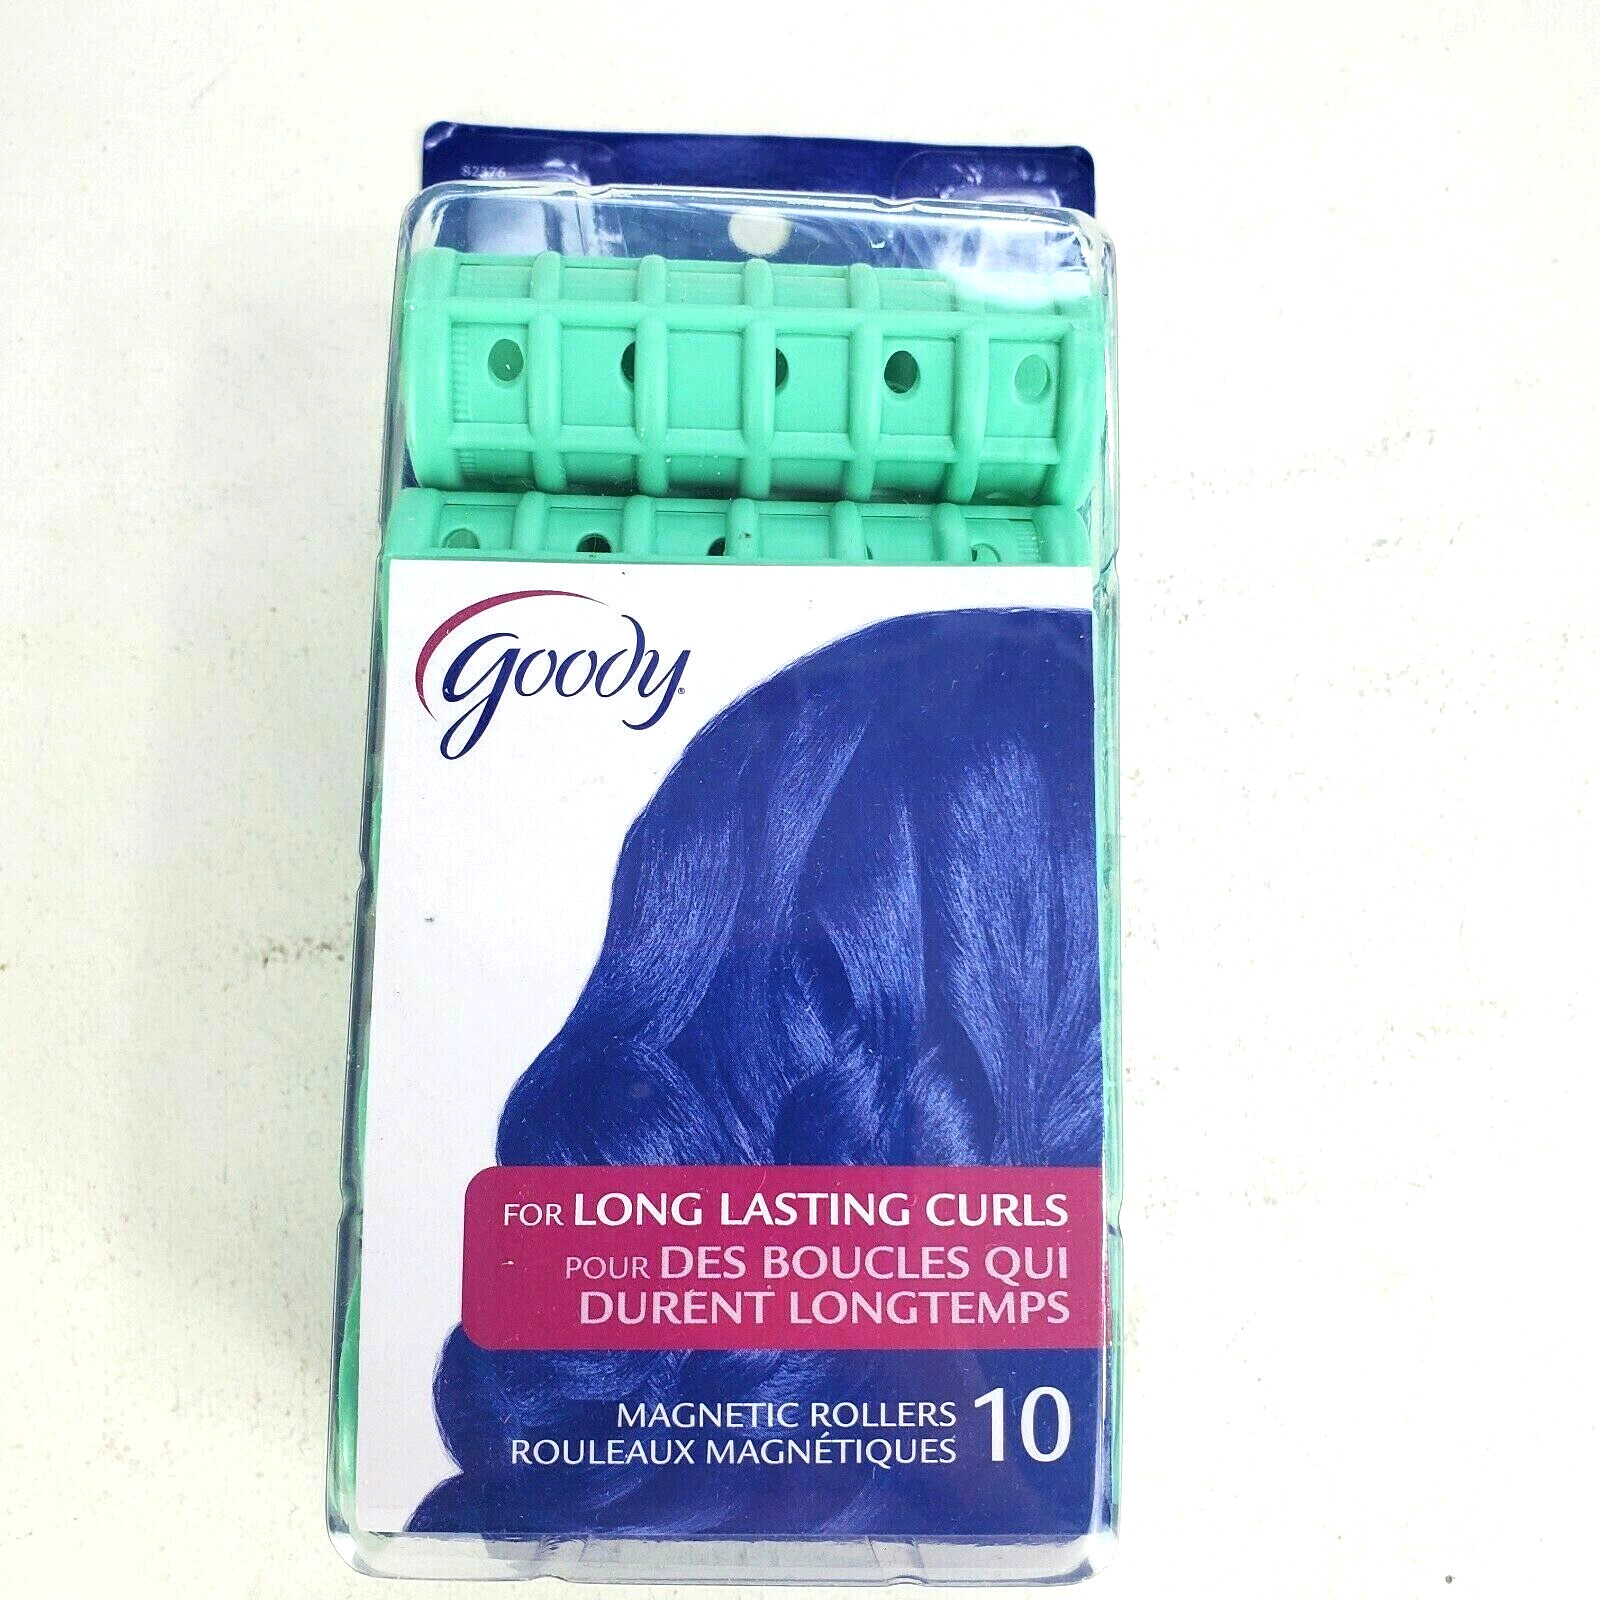 82376
goody®
FOR LONG LASTING CURLS
POUR DES BOUCLES QUI
DURENT LONGTEMPS
MAGNETIC ROLLERS 10
ROULEAUX MAGNÉTIQUES